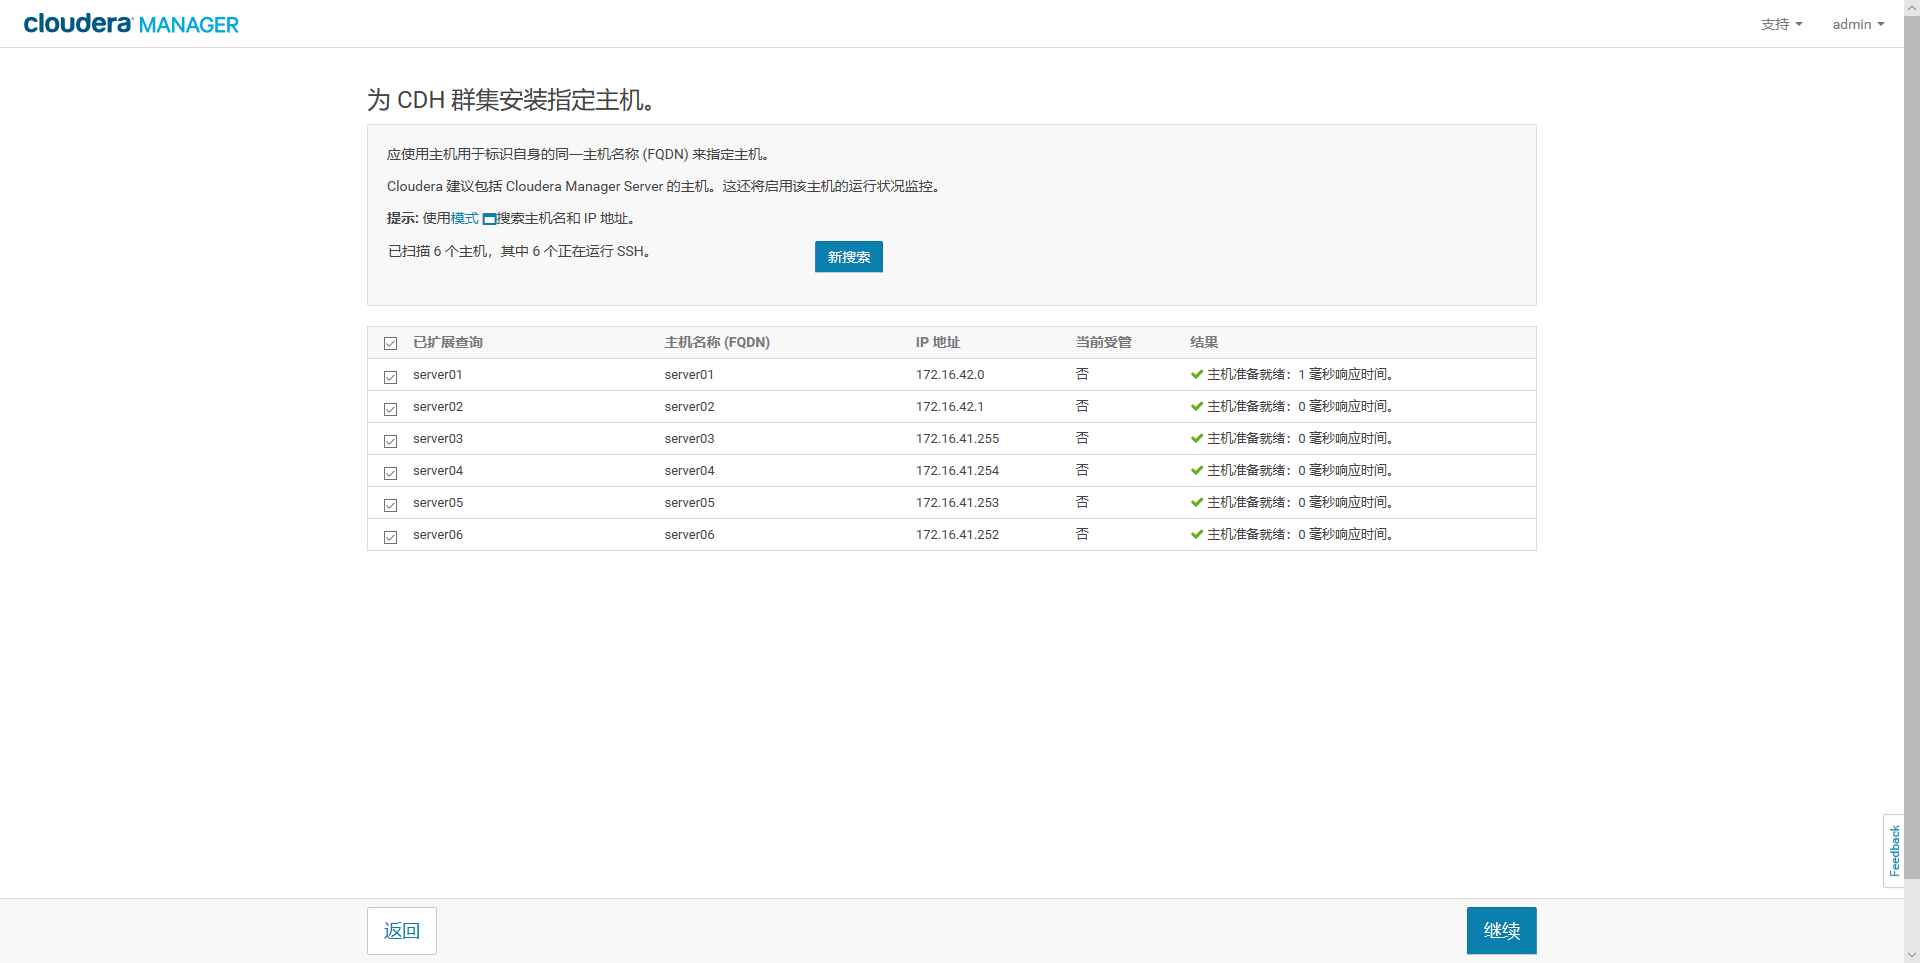 cloudera MANAGER
支持 admin
为 CDH 群集安装指定主机。
应使用主机用于标识自身的同一主机名称 (FQDN) 来指定主机。
Cloudera 建议包括 Cloudera Manager Server 的主机。这还将启用该主机的运行状况监控。
提示: 使用模式 搜索主机名和 IP 地址。
已扫描 6 个主机，其中 6 个正在运行 SSH。
新搜索
已扩展查询 主机名称 (FQDN) IP 地址 当前受管 结果
server01 server01 172.16.42.0 否 主机准备就绪：1 毫秒响应时间。
server02 server02 172.16.42.1 否 主机准备就绪：0 毫秒响应时间。
server03 server03 172.16.41.255 否 主机准备就绪：0 毫秒响应时间。
server04 server04 172.16.41.254 否 主机准备就绪：0 毫秒响应时间。
server05 server05 172.16.41.253 否 主机准备就绪：0 毫秒响应时间。
server06 server06 172.16.41.252 否 主机准备就绪：0 毫秒响应时间。
Feedback
返回 继续